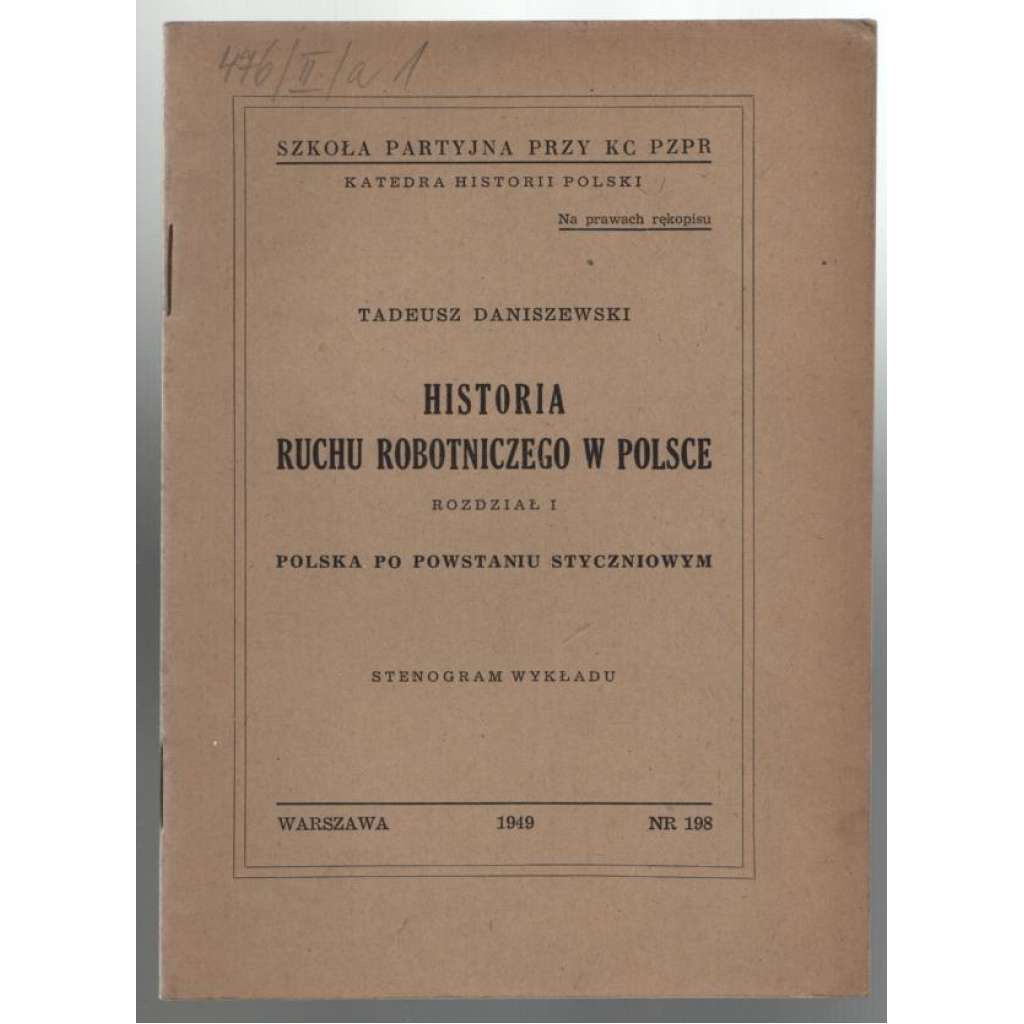 476/II./a 1
SZKOŁA PARTYJNA PRZY KC PZPR
KATEDRA HISTORII POLSKI
Na prawach rękopisu
TADEUSZ DANISZEWSKI
HISTORIA
RUCHU ROBOTNICZEGO W POLSCE
ROZDZIAŁ I
POLSKA PO POWSTANIU STYCZNIOWYM
STENOGRAM WYKŁADU
WARSZAWA 1949 NR 198